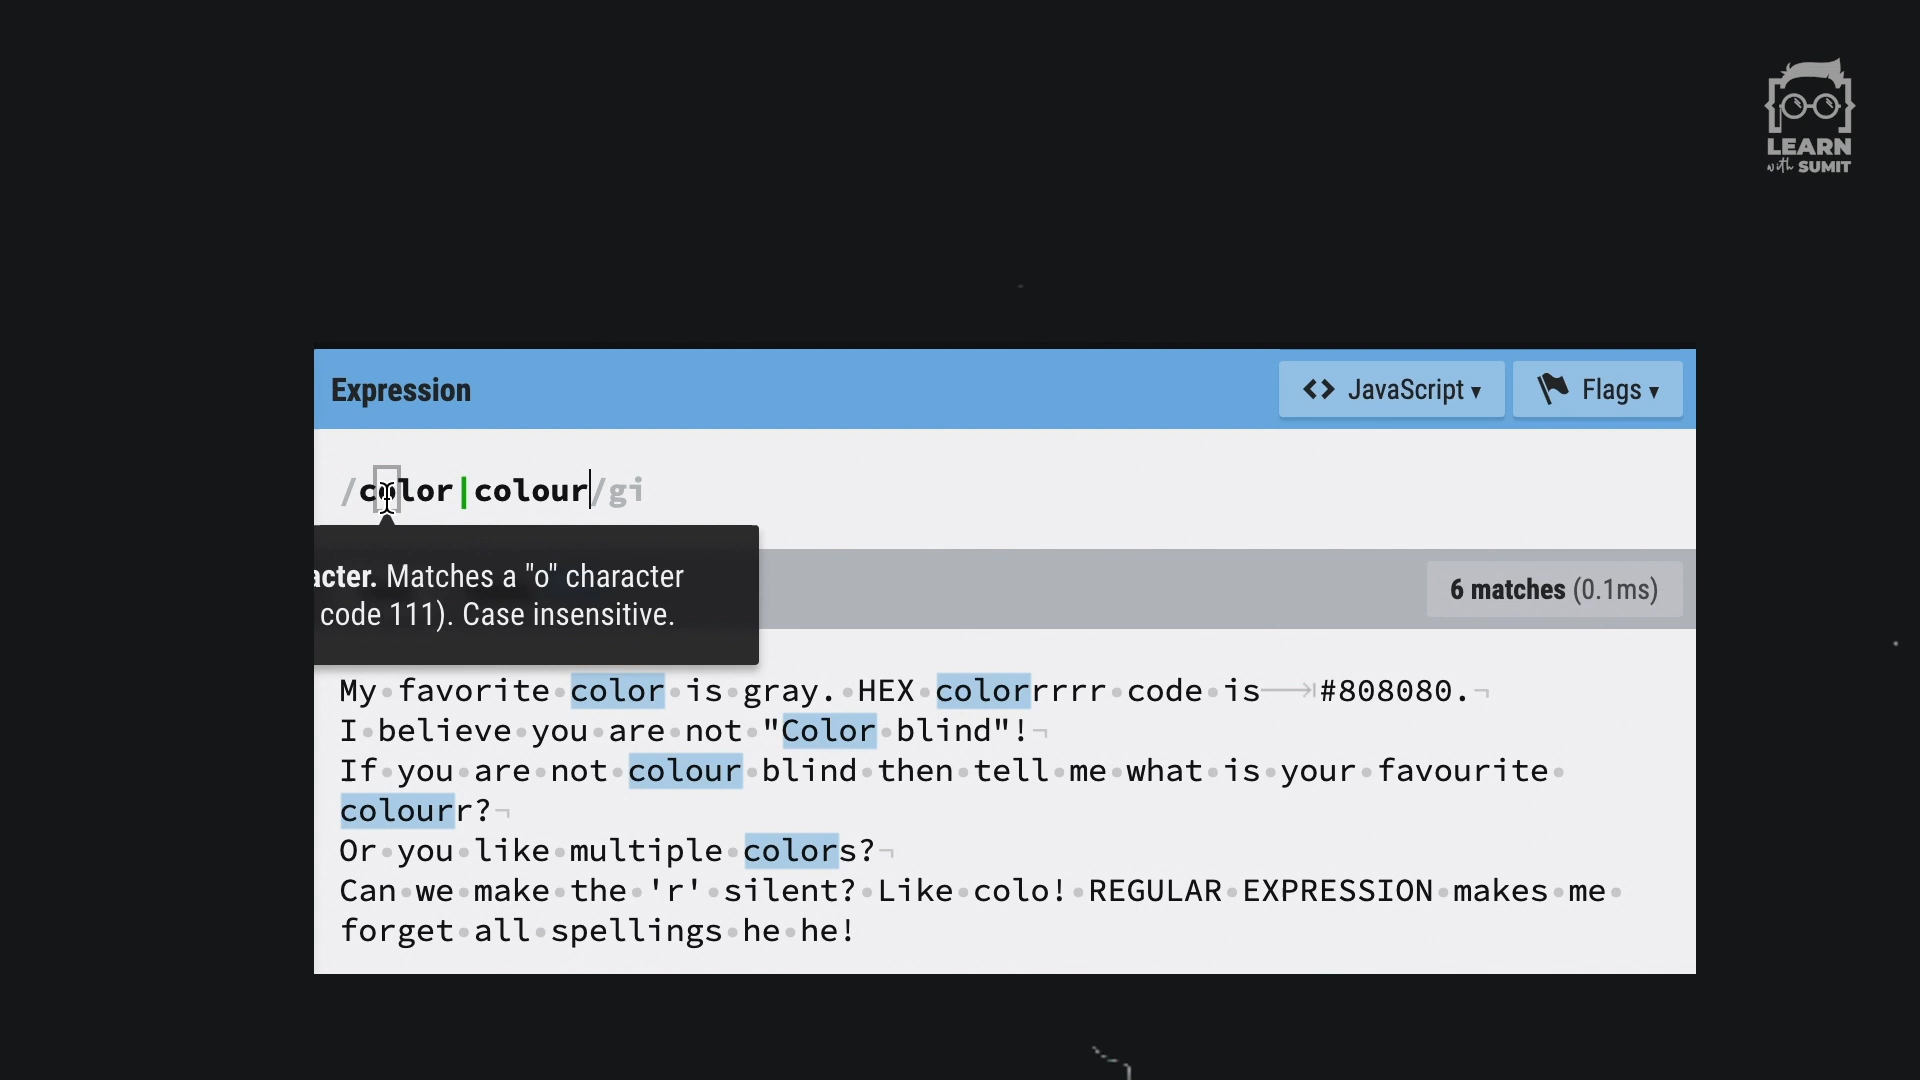 LEARN
with SUMIT
Expression
JavaScript
Flags
/color|colour/gi
acter. Matches a "o" character
code 111). Case insensitive.
6 matches (0.1ms)
My favorite color is gray. HEX colorrrrr code is #808080.
I believe you are not "Color blind"!
If you are not colour blind then tell me what is your favourite
colourr?
Or you like multiple colors?
Can we make the 'r' silent? Like colo! REGULAR EXPRESSION makes me
forget all spellings he he!